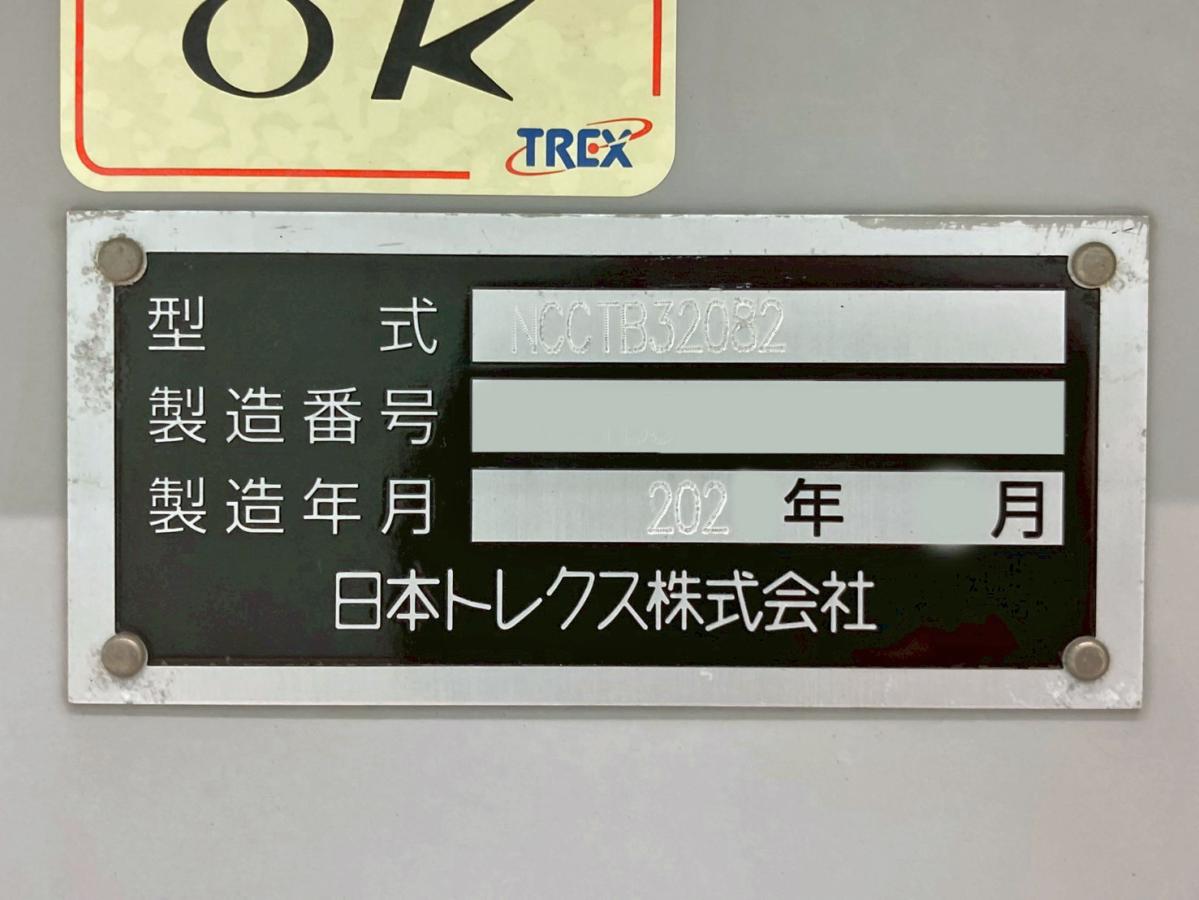 OK
TREX
型式 NCCTB32082
製造番号
製造年月 202 年 月
日本トレクス株式会社